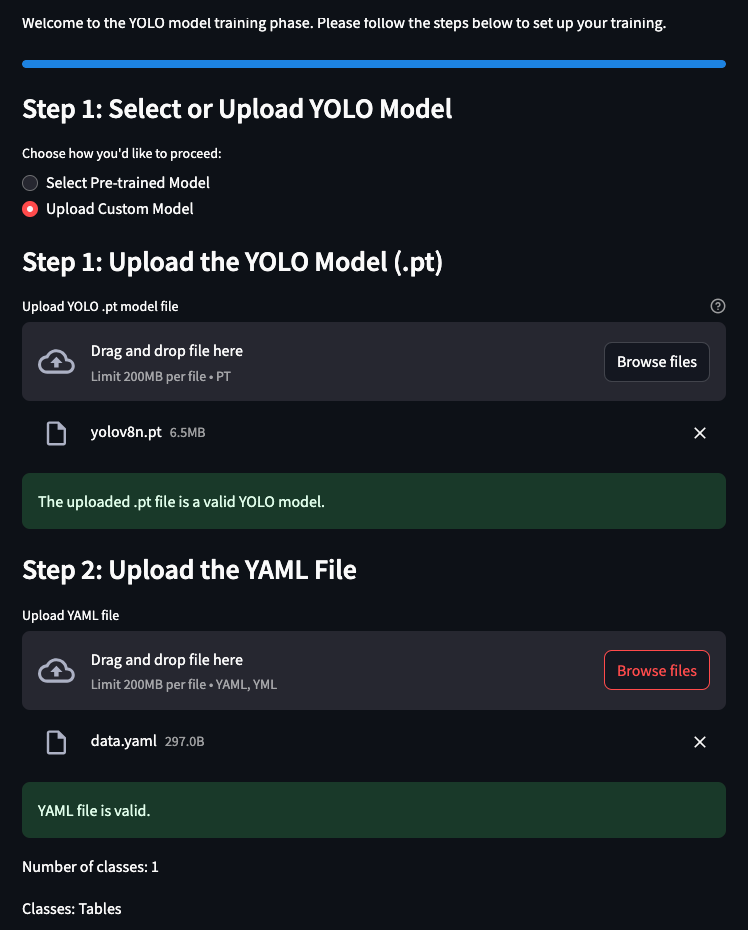 Welcome to the YOLO model training phase. Please follow the steps below to set up your training.
Step 1: Select or Upload YOLO Model
Choose how you'd like to proceed:
Select Pre-trained Model
Upload Custom Model
Step 1: Upload the YOLO Model (.pt)
Upload YOLO .pt model file
Drag and drop file here
Limit 200MB per file • PT
Browse files
yolov8n.pt 6.5MB
The uploaded .pt file is a valid YOLO model.
Step 2: Upload the YAML File
Upload YAML file
Drag and drop file here
Limit 200MB per file • YAML, YML
Browse files
data.yaml 297.0B
YAML file is valid.
Number of classes: 1
Classes: Tables